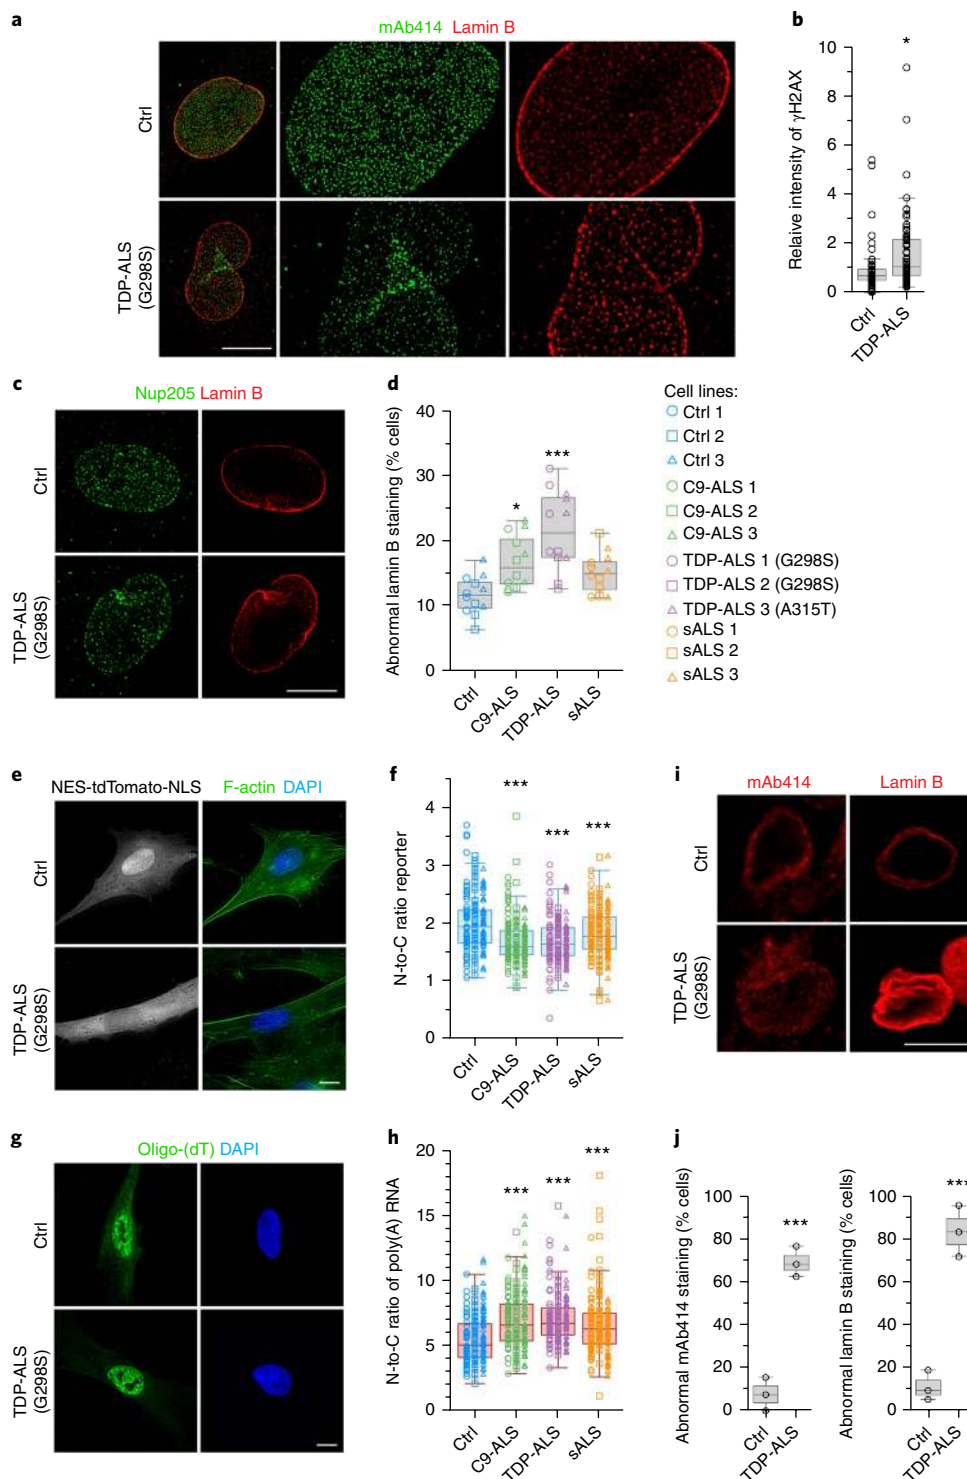 a
mAb414 Lamin B
Ctrl
TDP-ALS
(G298S)
b
Relaive intensity of γH2AX
10
8
6
4
2
0
*
Ctrl
TDP-ALS
c
Nup205 Lamin B
Ctrl
TDP-ALS
(G298S)
d
Abnormal lamin B staining (% cells)
40
30
20
10
0
*
***
Ctrl
C9-ALS
TDP-ALS
sALS
Cell lines:
Ctrl 1
Ctrl 2
Ctrl 3
C9-ALS 1
C9-ALS 2
C9-ALS 3
TDP-ALS 1 (G298S)
TDP-ALS 2 (G298S)
TDP-ALS 3 (A315T)
sALS 1
sALS 2
sALS 3
e
NES-tdTomato-NLS F-actin DAPI
Ctrl
TDP-ALS
(G298S)
f
N-to-C ratio reporter
4
3
2
1
0
***
***
***
Ctrl
C9-ALS
TDP-ALS
sALS
i
mAb414 Lamin B
Ctrl
TDP-ALS
(G298S)
g
Oligo-(dT) DAPI
Ctrl
TDP-ALS
(G298S)
h
N-to-C ratio of poly(A) RNA
20
15
10
5
0
***
***
***
Ctrl
C9-ALS
TDP-ALS
sALS
j
Abnormal mAb414 staining (% cells)
100
80
60
40
20
0
***
Ctrl
TDP-ALS
Abnormal lamin B staining (% cells)
100
80
60
40
20
0
***
Ctrl
TDP-ALS